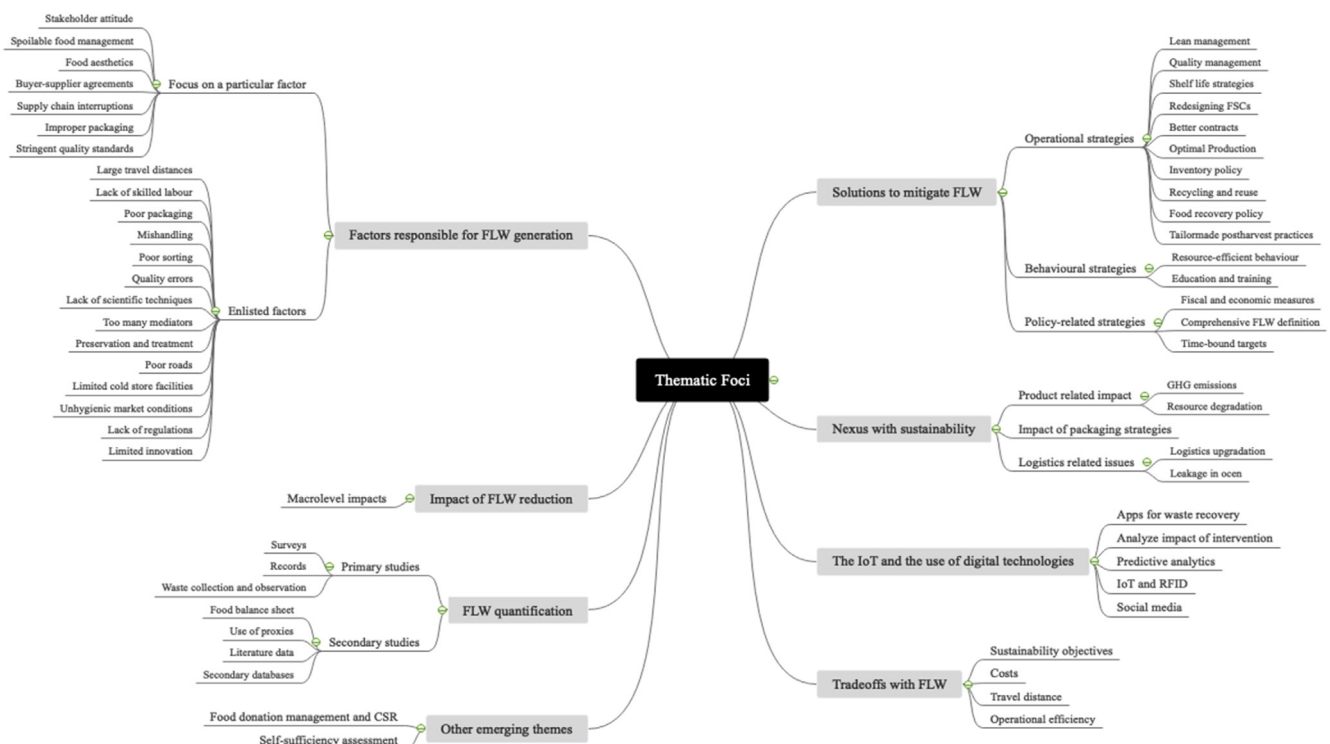 Stakeholder attitude
Spoilable food management
Food aesthetics
Buyer-supplier agreements
Supply chain interruptions
Improper packaging
Stringent quality standards
Focus on a particular factor
Large travel distances
Lack of skilled labour
Poor packaging
Mishandling
Poor sorting
Quality errors
Lack of scientific techniques
Too many mediators
Preservation and treatment
Poor roads
Limited cold store facilities
Unhygienic market conditions
Lack of regulations
Limited innovation
Enlisted factors
Factors responsible for FLW generation
Macrolevel impacts
Impact of FLW reduction
Surveys
Records
Waste collection and observation
Primary studies
Food balance sheet
Use of proxies
Literature data
Secondary databases
Secondary studies
FLW quantification
Food donation management and CSR
Self-sufficiency assessment
Other emerging themes
Thematic Foci
Solutions to mitigate FLW
Operational strategies
Lean management
Quality management
Shelf life strategies
Redesigning FSCs
Better contracts
Optimal Production
Inventory policy
Recycling and reuse
Food recovery policy
Tailormade postharvest practices
Behavioural strategies
Resource-efficient behaviour
Education and training
Policy-related strategies
Fiscal and economic measures
Comprehensive FLW definition
Time-bound targets
Nexus with sustainability
Product related impact
GHG emissions
Resource degradation
Impact of packaging strategies
Logistics related issues
Logistics upgradation
Leakage in ocen
The IoT and the use of digital technologies
Apps for waste recovery
Analyze impact of intervention
Predictive analytics
IoT and RFID
Social media
Tradeoffs with FLW
Sustainability objectives
Costs
Travel distance
Operational efficiency